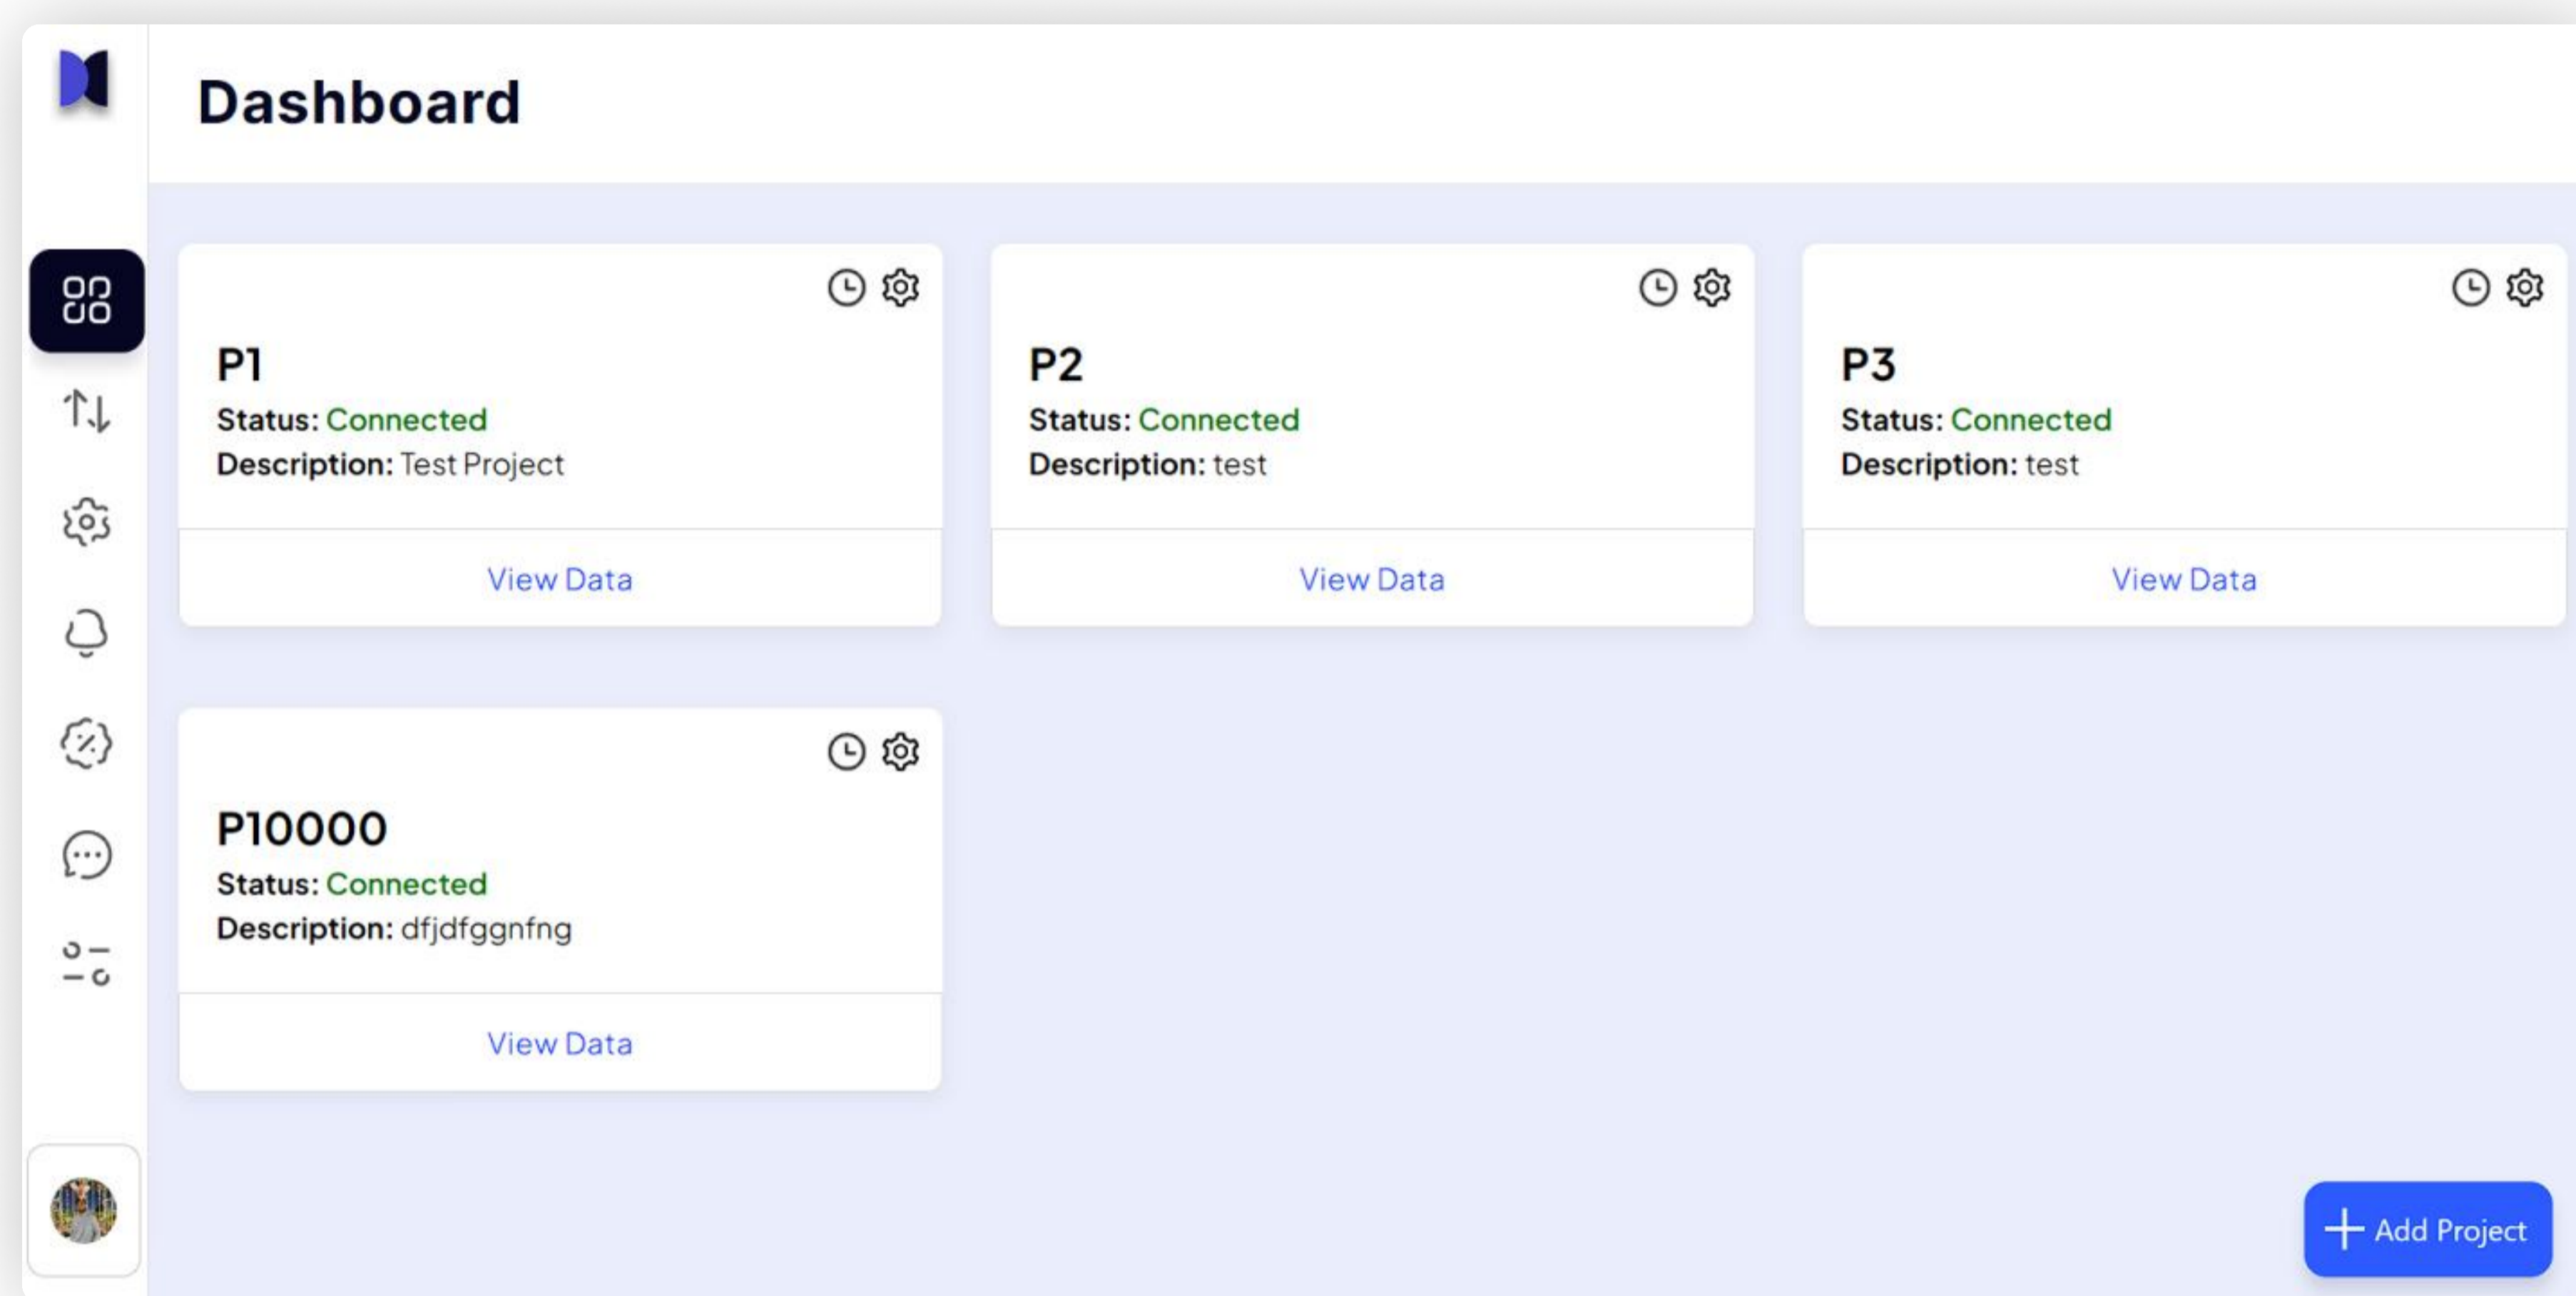 Dashboard
P1
Status: Connected
Description: Test Project
View Data
P2
Status: Connected
Description: test
View Data
P3
Status: Connected
Description: test
View Data
P10000
Status: Connected
Description: dfjdfggnfng
View Data
Add Project